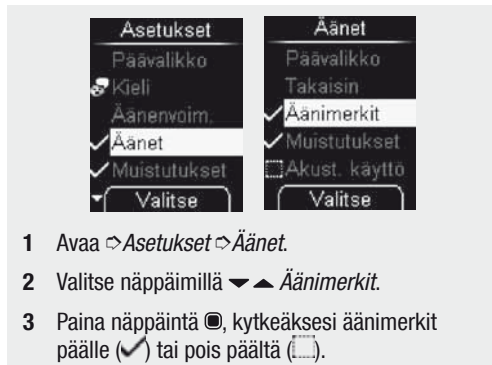 Asetukset
Päävalikko
Kieli
Äänenvoim.
Äänet
Muistutukset
Valitse
Äänet
Päävalikko
Takaisin
Äänimerkit
Muistutukset
Akust. käyttö
Valitse
1 Avaa ➪Asetukset ➪Äänet.
2 Valitse näppäimillä Äänimerkit.
3 Paina näppäintä , kytkeäksesi äänimerkit
päälle (✓) tai pois päältä ( ).